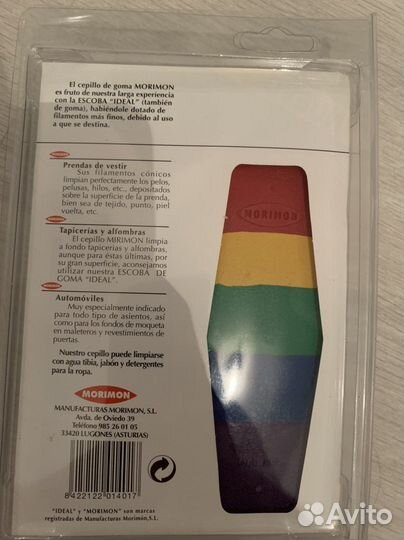 El cepillo de goma MORIMON
es fruto de nuestra larga experiencia
con la ESCOBA "IDEAL" (también
de goma), habiéndole dotado de
filamentos más finos, debido al uso
a que se destina.
MORIMON
Prendas de vestir
Sus filamentos cónicos
limpian perfectamente los pelos,
pelusas, hilos, etc., depositados
sobre la superficie de la prenda,
bien sea de tejido, punto, piel
vuelta, etc.
MORIMON
Tapicerías y alfombras
El cepillo MIRIMON limpia
a fondo tapicerías y alfombras,
aunque para éstas últimas, por
su gran superficie, aconsejamos
utilizar nuestra ESCOBA DE
GOMA "IDEAL".
MORIMON
Automóviles
Muy especialmente indicado
para todo tipo de asientos, así
como para los fondos de moqueta
en maleteros y revestimientos de
puertas.
Nuestro cepillo puede limpiarse
con agua tibia, jabón y detergentes
para la ropa.
MORIMON
MANUFACTURAS MORIMON, S.L.
Avda. de Oviedo 39
Teléfono 985 26 01 05
33420 LUGONES (ASTURIAS)
8422122 014017
"IDEAL" y "MORIMON" son marcas
registradas de Manufacturas Morimón,S.L.
MORIMON
Avito